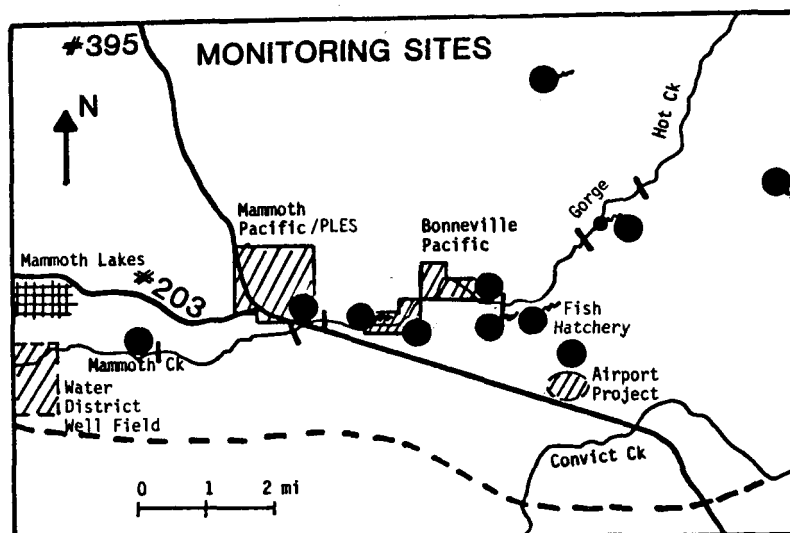 #395
MONITORING SITES
N
Hot Ck
Gorge
Mammoth
Pacific/PLES
Bonneville
Pacific
Mammoth Lakes
#203
Fish
Hatchery
Mammoth Ck
Airport
Project
Water
District
Well Field
Convict Ck
0 1 2 mi